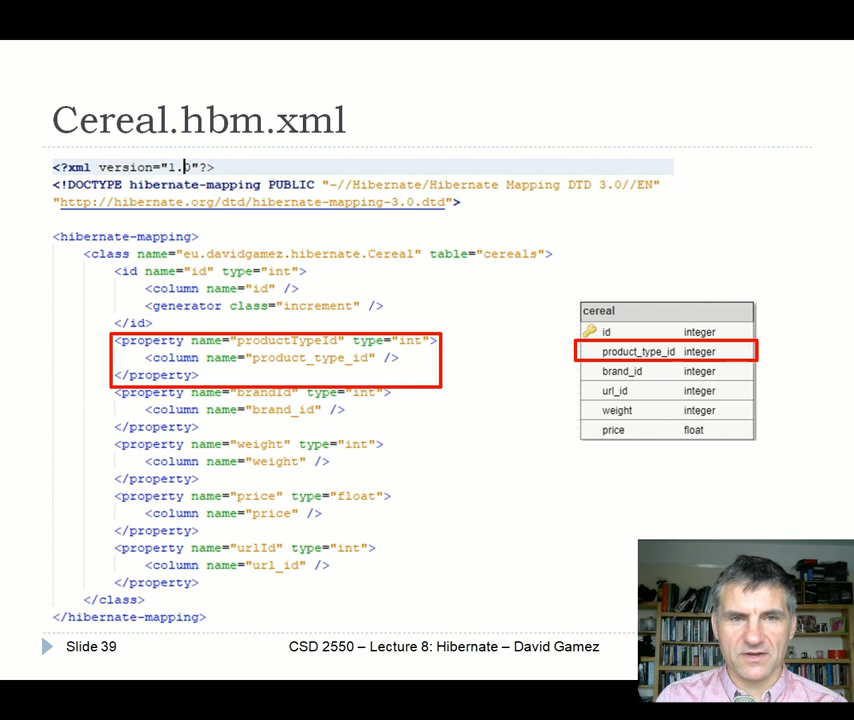 Cereal.hbm.xml
<?xml version="1.0"?>
<!DOCTYPE hibernate-mapping PUBLIC "-//Hibernate/Hibernate Mapping DTD 3.0//EN"
"http://hibernate.org/dtd/hibernate-mapping-3.0.dtd">
<hibernate-mapping>
<class name="eu.davidgamez.hibernate.Cereal" table="cereals">
<id name="id" type="int">
<column name="id" />
<generator class="increment" />
</id>
<property name="productTypeId" type="int">
<column name="product_type_id" />
</property>
<property name="brandId" type="int">
<column name="brand_id" />
</property>
<property name="weight" type="int">
<column name="weight" />
</property>
<property name="price" type="float">
<column name="price" />
</property>
<property name="urlId" type="int">
<column name="url_id" />
</property>
</class>
</hibernate-mapping>
cereal
id integer
product_type_id integer
brand_id integer
url_id integer
weight integer
price float
Slide 39
CSD 2550 – Lecture 8: Hibernate – David Gamez